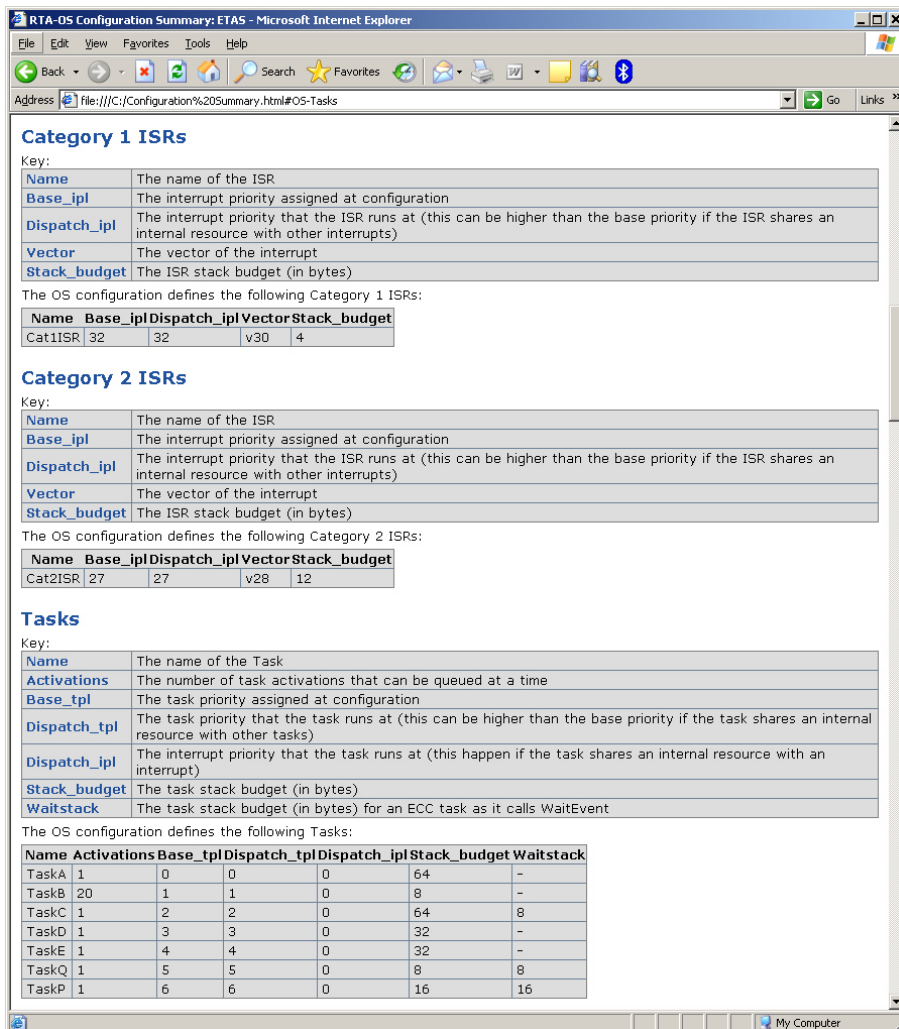 RTA-OS Configuration Summary: ETAS - Microsoft Internet Explorer
File Edit View Favorites Tools Help
Back Search Favorites
Address file:///C:/Configuration%20Summary.html#OS-Tasks Go Links »
Category 1 ISRs
Key:
Name The name of the ISR
Base_ipl The interrupt priority assigned at configuration
Dispatch_ipl The interrupt priority that the ISR runs at (this can be higher than the base priority if the ISR shares an
internal resource with other interrupts)
Vector The vector of the interrupt
Stack_budget The ISR stack budget (in bytes)
The OS configuration defines the following Category 1 ISRs:
Name Base_ipl Dispatch_ipl Vector Stack_budget
Cat1ISR 32 32 v30 4
Category 2 ISRs
Key:
Name The name of the ISR
Base_ipl The interrupt priority assigned at configuration
Dispatch_ipl The interrupt priority that the ISR runs at (this can be higher than the base priority if the ISR shares an
internal resource with other interrupts)
Vector The vector of the interrupt
Stack_budget The ISR stack budget (in bytes)
The OS configuration defines the following Category 2 ISRs:
Name Base_ipl Dispatch_ipl Vector Stack_budget
Cat2ISR 27 27 v28 12
Tasks
Key:
Name The name of the Task
Activations The number of task activations that can be queued at a time
Base_tpl The task priority assigned at configuration
Dispatch_tpl The task priority that the task runs at (this can be higher than the base priority if the task shares an internal
resource with other tasks)
Dispatch_ipl The interrupt priority that the task runs at (this happen if the task shares an internal resource with an
interrupt)
Stack_budget The task stack budget (in bytes)
Waitstack The task stack budget (in bytes) for an ECC task as it calls WaitEvent
The OS configuration defines the following Tasks:
Name Activations Base_tpl Dispatch_tpl Dispatch_ipl Stack_budget Waitstack
TaskA 1 0 0 0 64 -
TaskB 20 1 1 0 8 -
TaskC 1 2 2 0 64 8
TaskD 1 3 3 0 32 -
TaskE 1 4 4 0 32 -
TaskQ 1 5 5 0 8 8
TaskP 1 6 6 0 16 16
My Computer